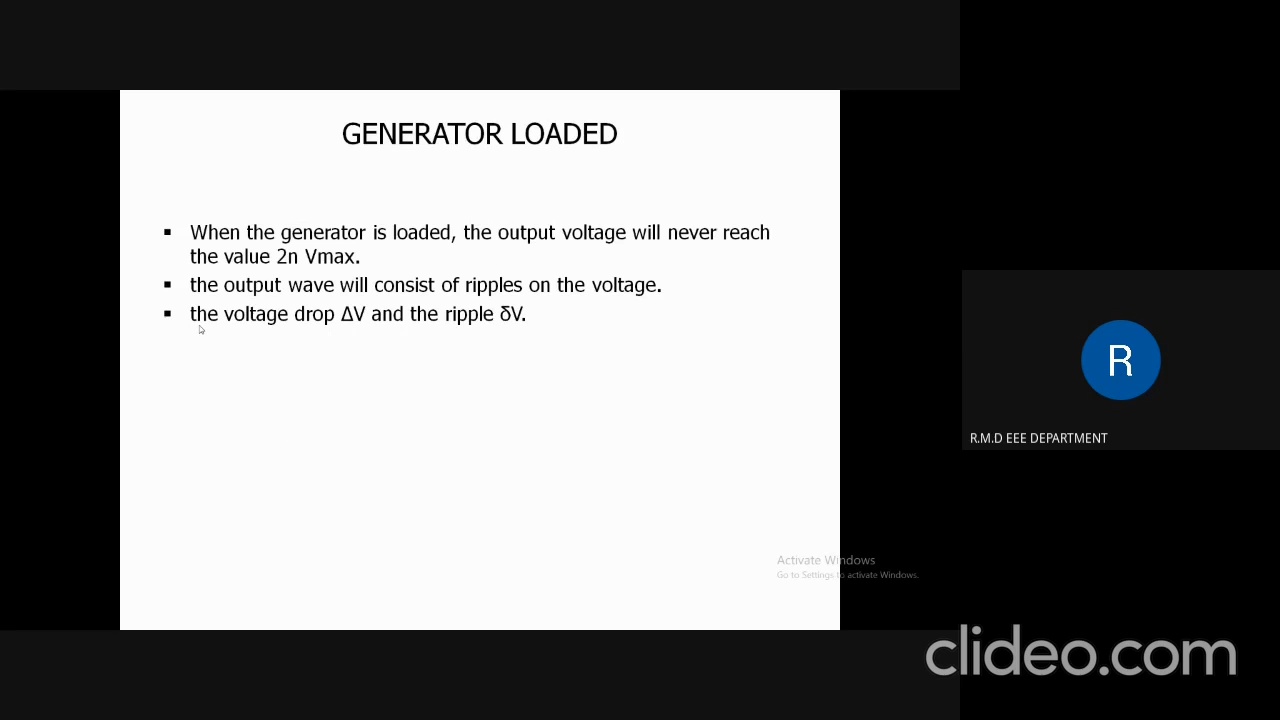 GENERATOR LOADED
▪ When the generator is loaded, the output voltage will never reach
the value 2n Vmax.
▪ the output wave will consist of ripples on the voltage.
▪ the voltage drop ΔV and the ripple δV.
R
R.M.D EEE DEPARTMENT
Activate Windows
Go to Settings to activate Windows.
clideo.com